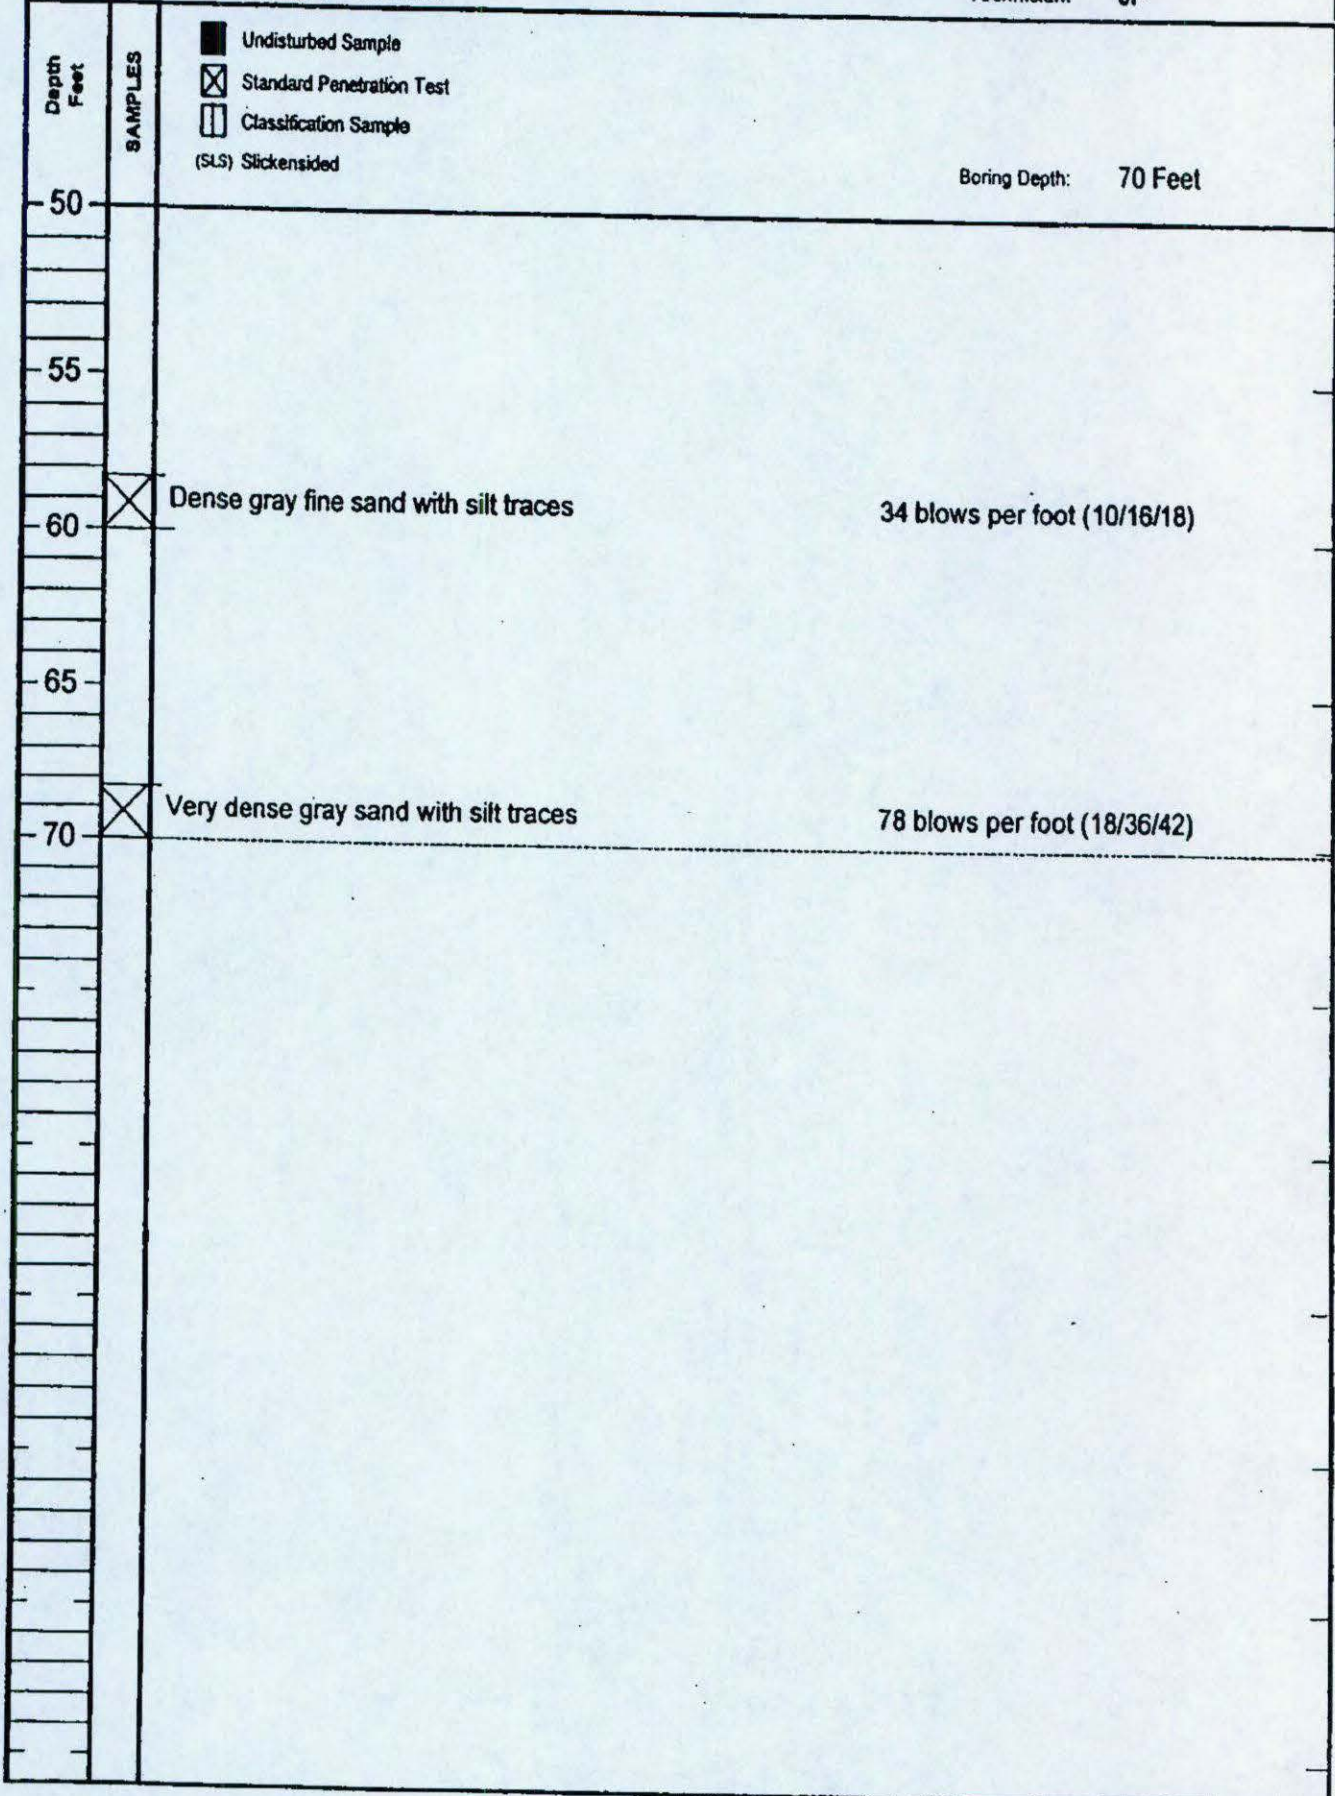 Depth
Feet
SAMPLES
Undisturbed Sample
Standard Penetration Test
Classification Sample
(SLS) Slickensided
Boring Depth: 70 Feet
50
55
Dense gray fine sand with silt traces 34 blows per foot (10/16/18)
60
65
Very dense gray sand with silt traces 78 blows per foot (18/36/42)
70